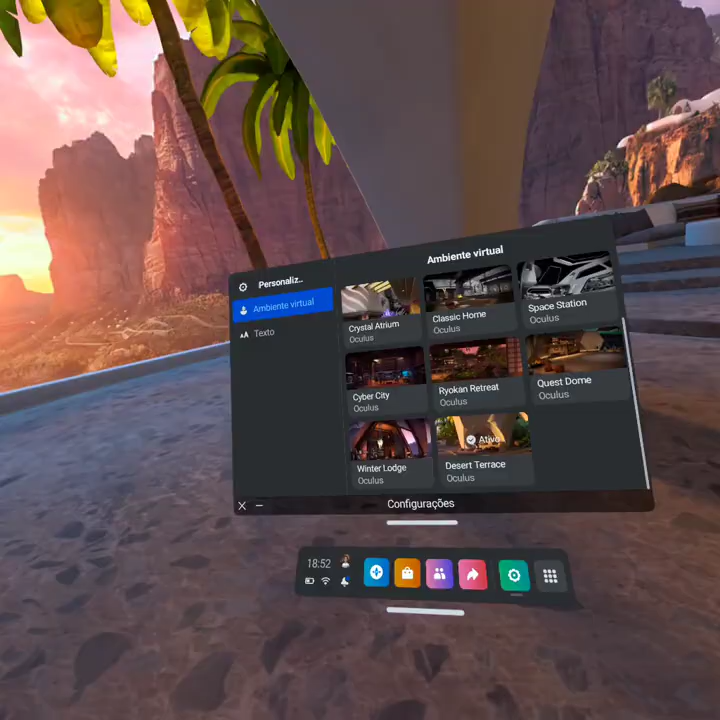 Ambiente virtual
Personaliz..
Ambiente virtual
AA Texto
Crystal Atrium
Oculus
Classic Home
Oculus
Space Station
Oculus
Cyber City
Oculus
Ryokan Retreat
Oculus
Quest Dome
Oculus
Winter Lodge
Oculus
Ativo
Desert Terrace
Oculus
Configurações
18:52